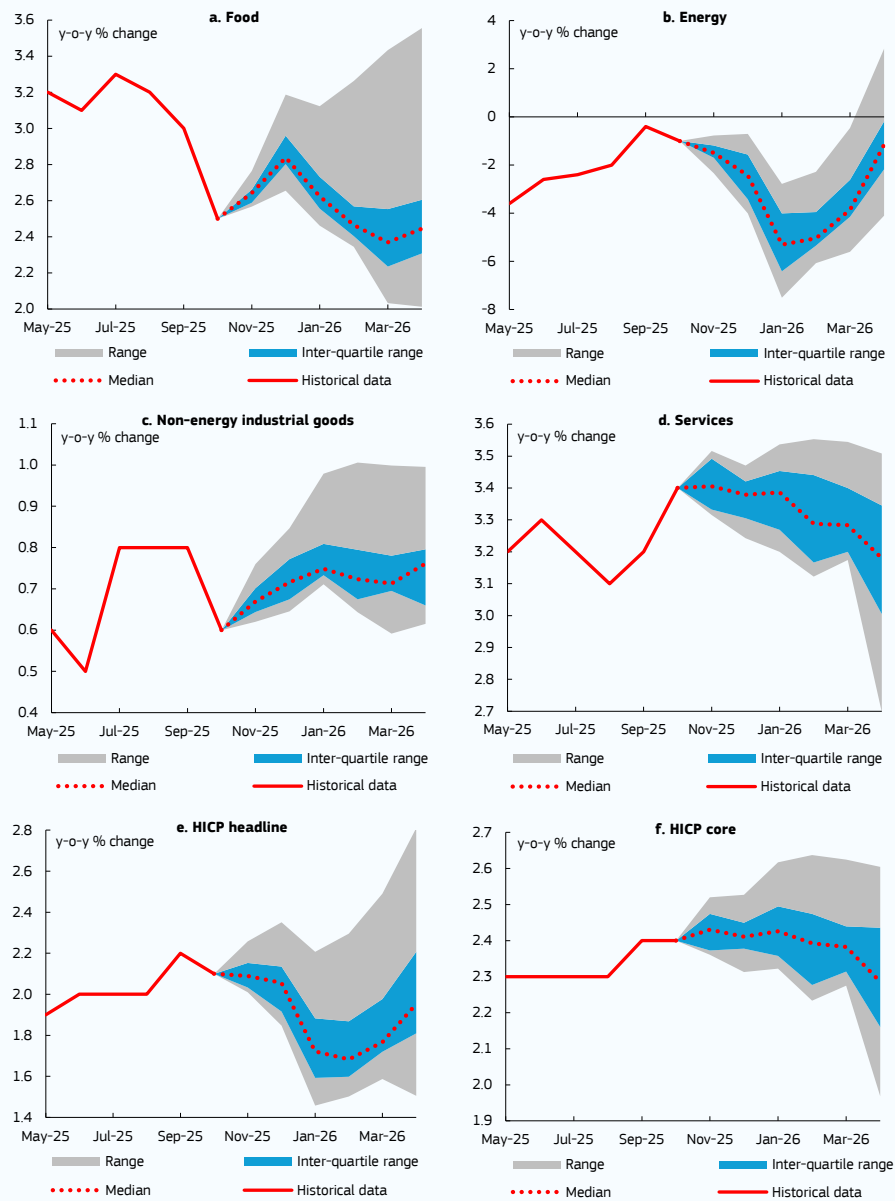 a. Food
y-o-y % change
3.6
3.4
3.2
3.0
2.8
2.6
2.4
2.2
2.0
May-25 Jul-25 Sep-25 Nov-25 Jan-26 Mar-26
Range Inter-quartile range
Median Historical data
b. Energy
y-o-y % change
4
2
0
-2
-4
-6
-8
May-25 Jul-25 Sep-25 Nov-25 Jan-26 Mar-26
Range Inter-quartile range
Median Historical data
c. Non-energy industrial goods
y-o-y % change
1.1
1.0
0.9
0.8
0.7
0.6
0.5
0.4
May-25 Jul-25 Sep-25 Nov-25 Jan-26 Mar-26
Range Inter-quartile range
Median Historical data
d. Services
y-o-y % change
3.6
3.5
3.4
3.3
3.2
3.1
3.0
2.9
2.8
2.7
May-25 Jul-25 Sep-25 Nov-25 Jan-26 Mar-26
Range Inter-quartile range
Median Historical data
e. HICP headline
y-o-y % change
2.8
2.6
2.4
2.2
2.0
1.8
1.6
1.4
May-25 Jul-25 Sep-25 Nov-25 Jan-26 Mar-26
Range Inter-quartile range
Median Historical data
f. HICP core
y-o-y % change
2.7
2.6
2.5
2.4
2.3
2.2
2.1
2.0
1.9
May-25 Jul-25 Sep-25 Nov-25 Jan-26 Mar-26
Range Inter-quartile range
Median Historical data